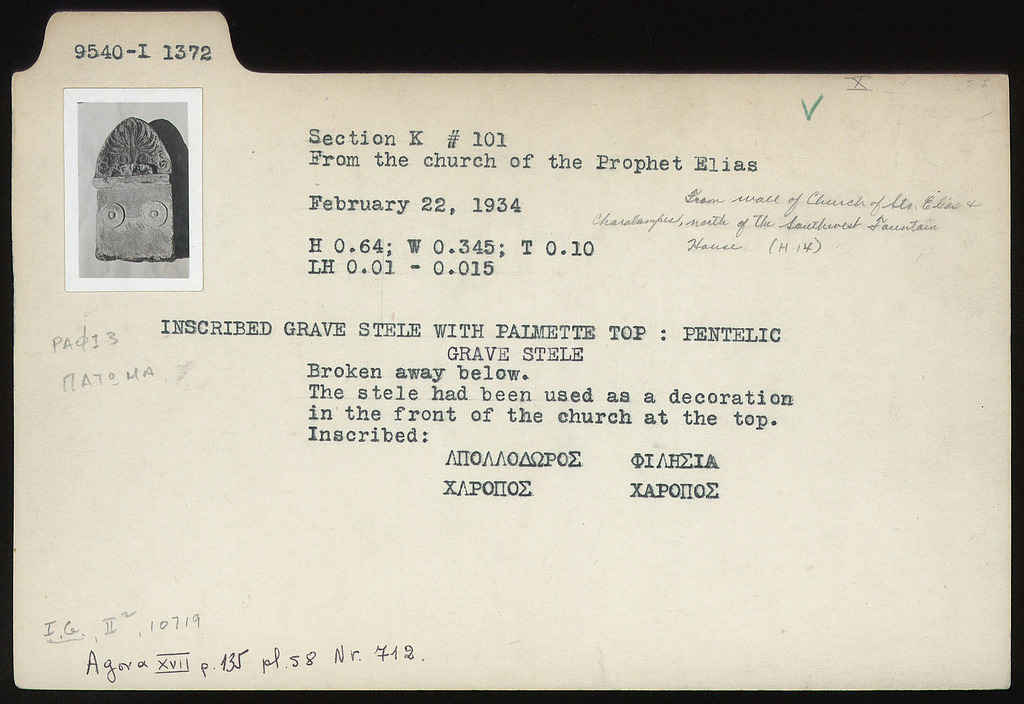 9540-I 1372
X
Section K # 101
From the church of the Prophet Elias
February 22, 1934
From wall of Church of Sts. Elias &
Charalampus, north of the Southwest Fountain
House (H 14)
H 0.64; W 0.345; T 0.10
LH 0.01 - 0.015
INSCRIBED GRAVE STELE WITH PALMETTE TOP : PENTELIC
GRAVE STELE
ΡΑΦΙ 3
ΠΑΤΩΜΑ
Broken away below.
The stele had been used as a decoration
in the front of the church at the top.
Inscribed:
ΛΠΟΛΛΟΔΩΡΟΣ ΦΙΛΗΣΙΑ
ΧΛΡΟΠΟΣ ΧΑΡΟΠΟΣ
I.G., II², 10719
Agora XVII p. 135 pl. 58 Nr. 712.